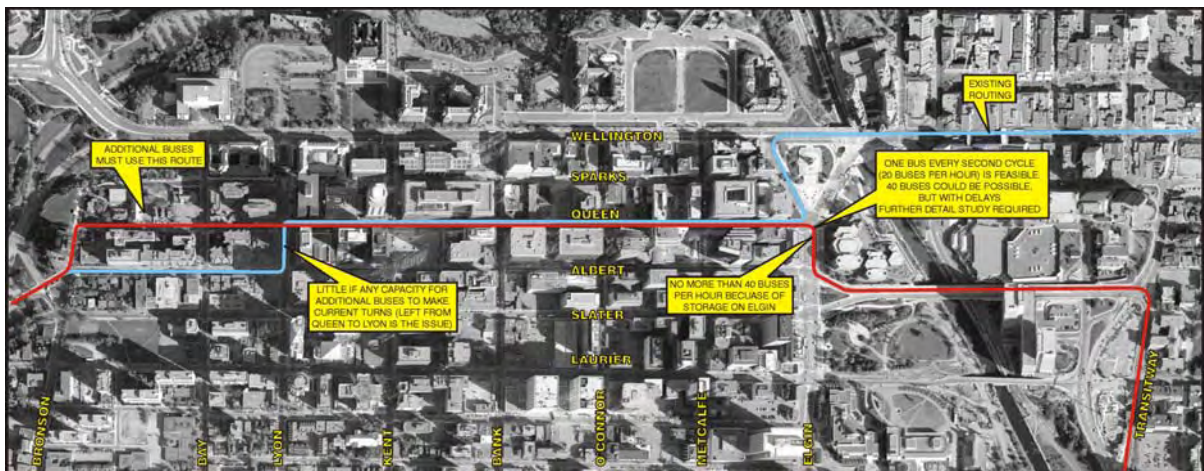 EXISTING
ROUTING
WELLINGTON
ADDITIONAL BUSES
MUST USE THIS ROUTE
ONE BUS EVERY SECOND CYCLE
(20 BUSES PER HOUR) IS FEASIBLE.
40 BUSES COULD BE POSSIBLE,
BUT WITH DELAYS
FURTHER DETAIL STUDY REQUIRED
SPARKS
QUEEN
ALBERT
LITTLE IF ANY CAPACITY FOR
ADDITIONAL BUSES TO MAKE
CURRENT TURNS (LEFT FROM
QUEEN TO LYON IS THE ISSUE)
NO MORE THAN 40 BUSES
PER HOUR BECUASE OF
STORAGE ON ELGIN
SLATER
LAURIER
BRONSON
BAY
LYON
KENT
BANK
O'CONNOR
METCALFE
ELGIN
TRANSITWAY